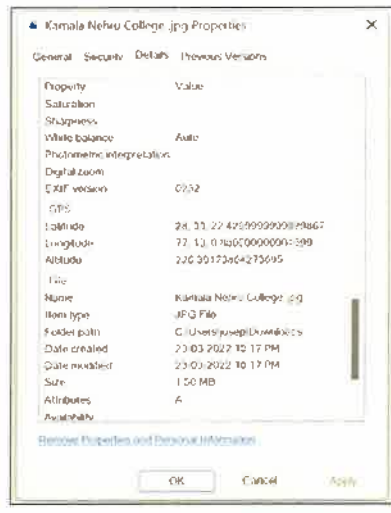 Kamala Nehru College .jpg Properties
General Security Details Previous Versions
Property Value
Saturation
Sharpness
White balance Auto
Photometric interpretation
Digital zoom
EXIF version 0232
GPS
Latitude
Longitude
Altitude
File
Name Kamala Nehru College .jpg
Item type JPG File
Folder path C:\Users\josep\Downloads
Date created 23-03-2022 10 17 PM
Date modified 23-03-2022 10 17 PM
Size MB
Attributes A
Availability
Remove Properties and Personal Information
OK Cancel Apply